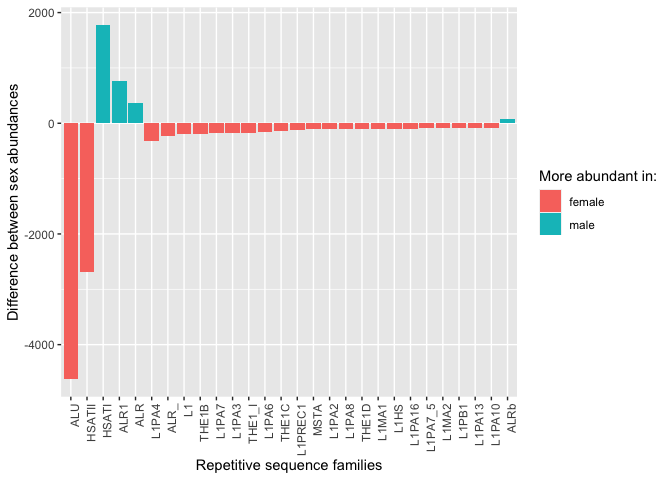 Difference between sex abundances
2000
0
-2000
-4000
ALU
HSATII
HSATI
ALR1
ALR
L1PA4
ALR_
L1
THE1B
L1PA7
L1PA3
THE1_I
L1PA6
THE1C
L1PREC1
MSTA
L1PA2
L1PA8
THE1D
L1MA1
L1HS
L1PA16
L1PA7_5
L1MA2
L1PB1
L1PA13
L1PA10
ALRb
Repetitive sequence families
More abundant in:
female
male